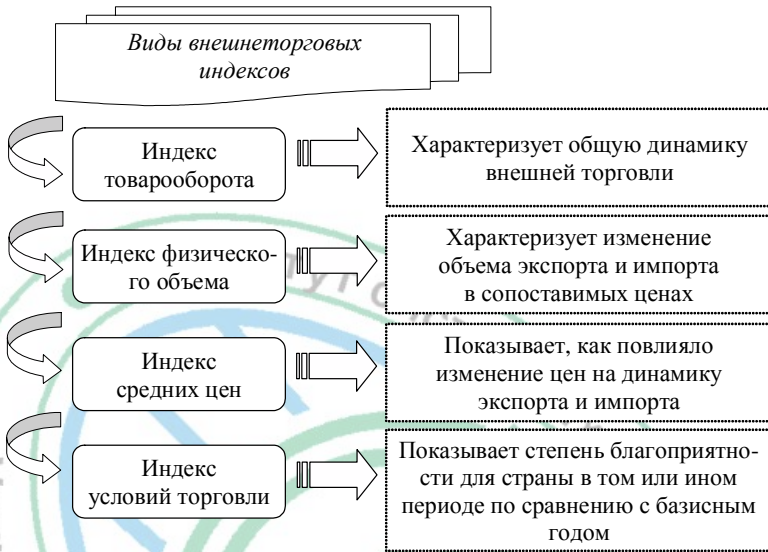 Виды внешнеторговых
индексов
Индекс
товарооборота
Характеризует общую динамику
внешней торговли
Индекс физическо-
го объема
Характеризует изменение
объема экспорта и импорта
в сопоставимых ценах
Индекс
средних цен
Показывает, как повлияло
изменение цен на динамику
экспорта и импорта
Индекс
условий торговли
Показывает степень благоприятно-
сти для страны в том или ином
периоде по сравнению с базисным
годом